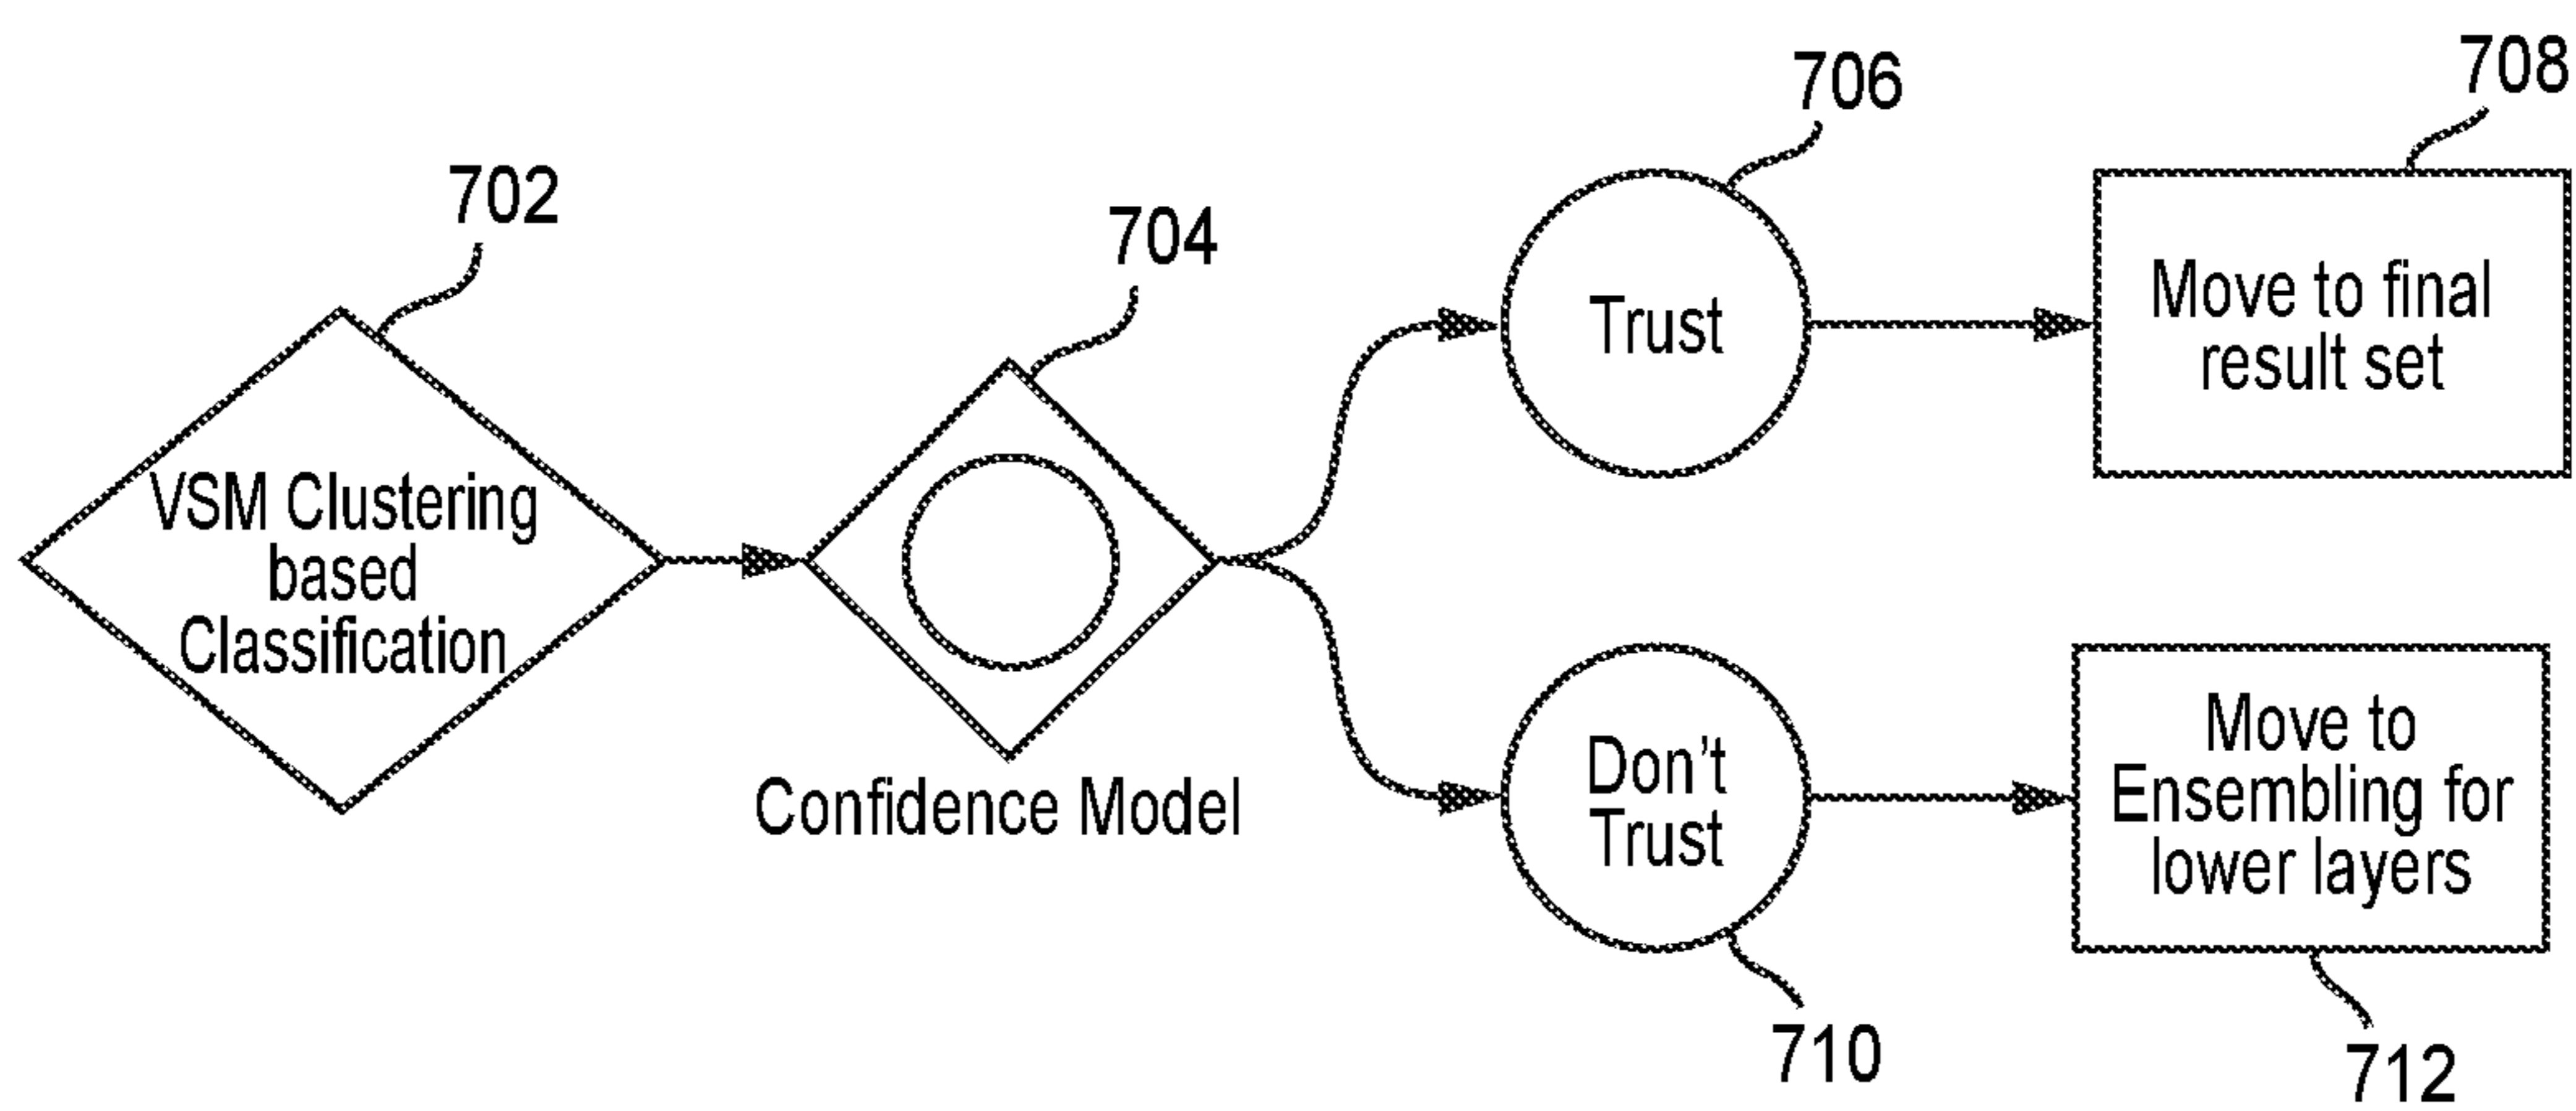 702
VSM Clustering
based
Classification
704
Confidence Model
706
Trust
708
Move to final
result set
Don't
Trust
710
Move to
Ensembling for
lower layers
712